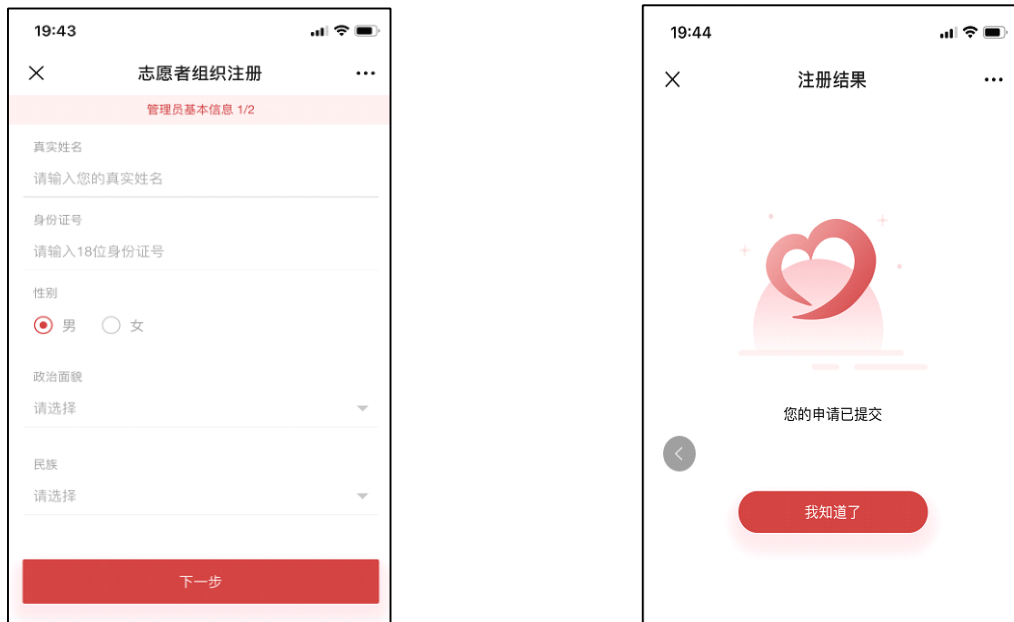 19:43
志愿者组织注册
管理员基本信息 1/2
真实姓名
请输入您的真实姓名
身份证号
请输入18位身份证号
性别
男 女
政治面貌
请选择
民族
请选择
下一步
19:44
注册结果
您的申请已提交
我知道了